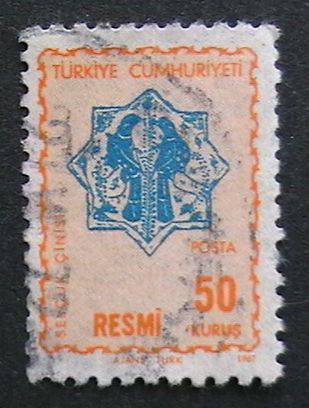 TÜRKİYE CUMHURİYETİ
SELÇUK ÇİNİSİ
POSTA
50
RESMİ KURUŞ
AJANS - TÜRK 1967